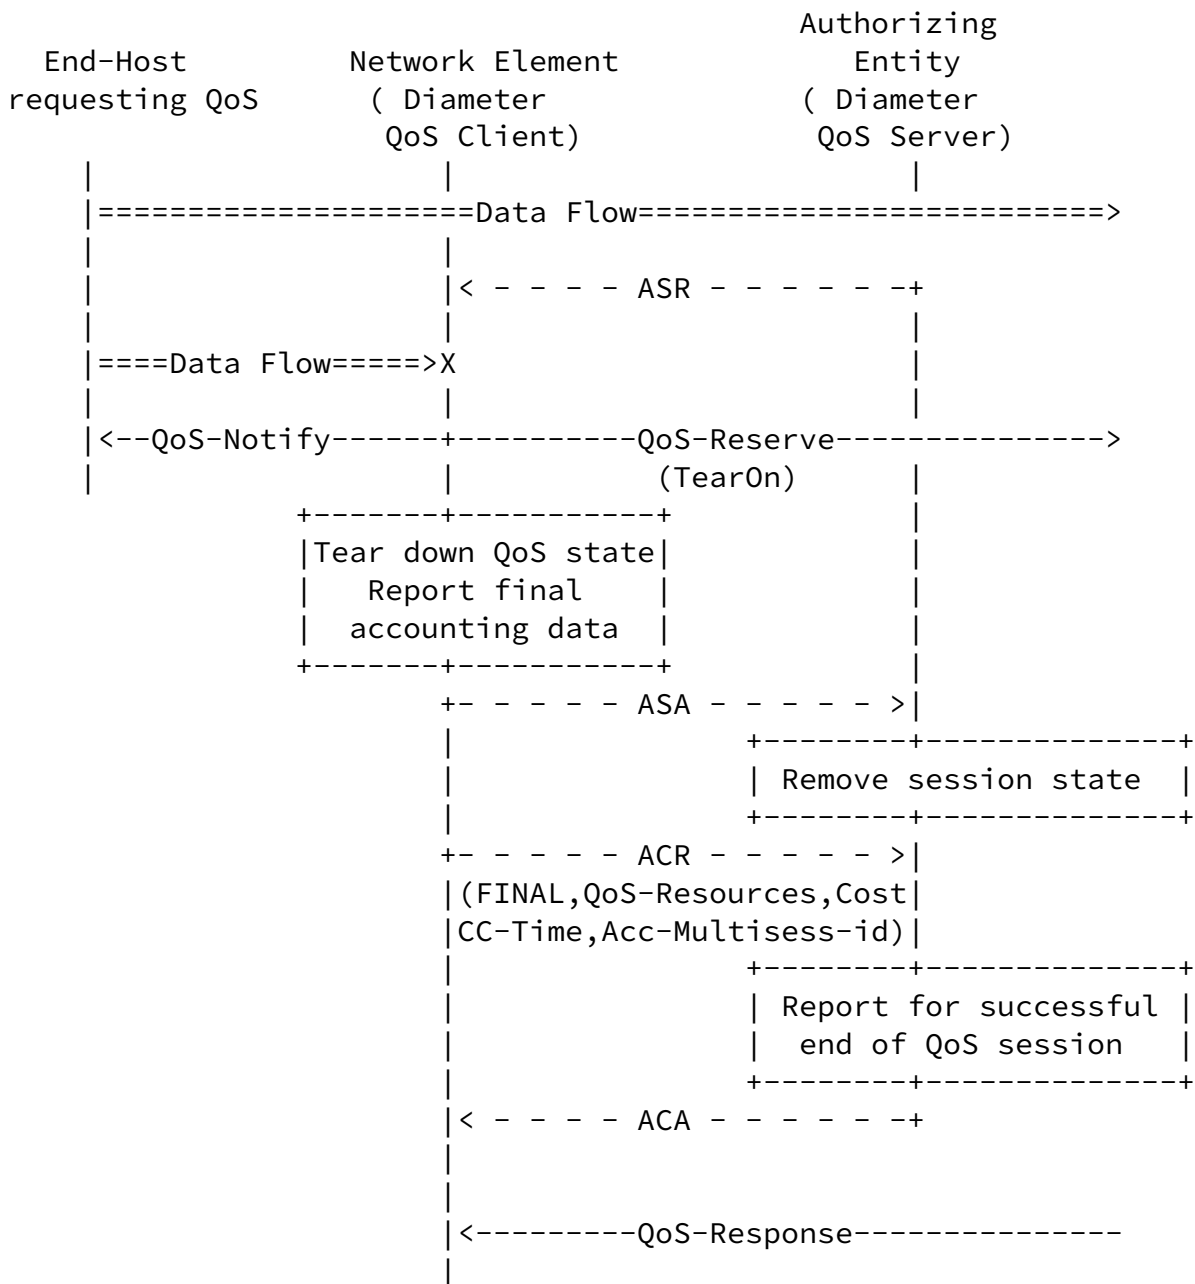 Authorizing
  End-Host         Network Element             Entity
requesting QoS      ( Diameter              ( Diameter
                     QoS Client)             QoS Server)
    |                   |                         |
    |=====================Data Flow==========================>
    |                   |
    |                   |< - - - - ASR - - - - - -+
    |                   |                         |
    |====Data Flow=====>X                         |
    |                   |                         |
    |<--QoS-Notify------+----------QoS-Reserve--------------->
    |                   |           (TearOn)      |
                +-------+-----------+             |
                |Tear down QoS state|             |
                |   Report final    |             |
                |  accounting data  |             |
                +-------+-----------+             |
                        +- - - - - ASA - - - - - >|
                        |                +--------+--------------+
                        |                | Remove session state  |
                        |                +--------+--------------+
                        +- - - - - ACR - - - - - >|
                        |(FINAL,QoS-Resources,Cost|
                        |CC-Time,Acc-Multisess-id)|
                        |                +--------+--------------+
                        |                | Report for successful |
                        |                |  end of QoS session   |
                        |                +--------+--------------+
                        |< - - - - ACA - - - - - -+
                        |
                        |
                        |<---------QoS-Response---------------
                        |